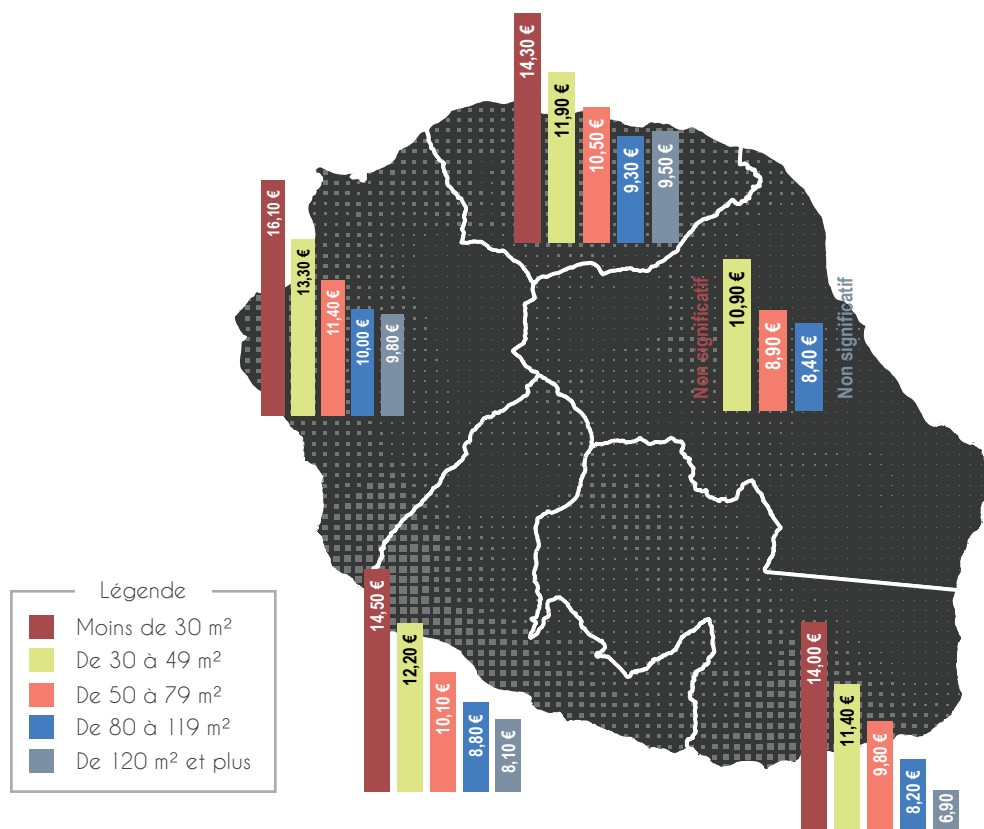 14,30 €
11,90 €
10,50 €
9,30 €
9,50 €
16,10 €
13,30 €
11,40 €
10,00 €
9,80 €
Non significatif
10,90 €
8,90 €
8,40 €
Non significatif
14,50 €
12,20 €
10,10 €
8,80 €
8,10 €
14,00 €
11,40 €
9,80 €
8,20 €
6,90
Légende
Moins de 30 m²
De 30 à 49 m²
De 50 à 79 m²
De 80 à 119 m²
De 120 m² et plus